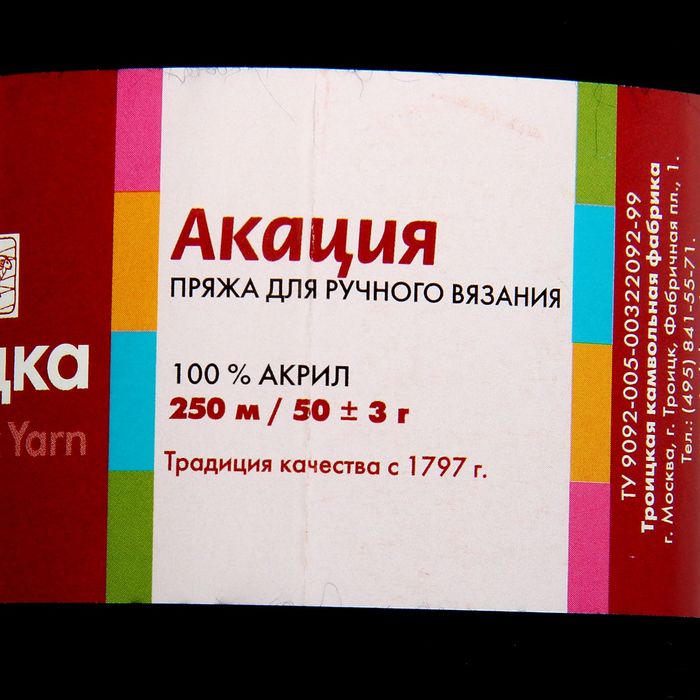 дка
Yarn
Акация
ПРЯЖА ДЛЯ РУЧНОГО ВЯЗАНИЯ
100 % АКРИЛ
250 м / 50 ± 3 г
Традиция качества с 1797 г.
ТУ 9092-005-00322092-99
Троицкая камвольная фабрика
г. Москва, г. Троицк, Фабричная пл., 1.
Тел.: (495) 841-55-71.